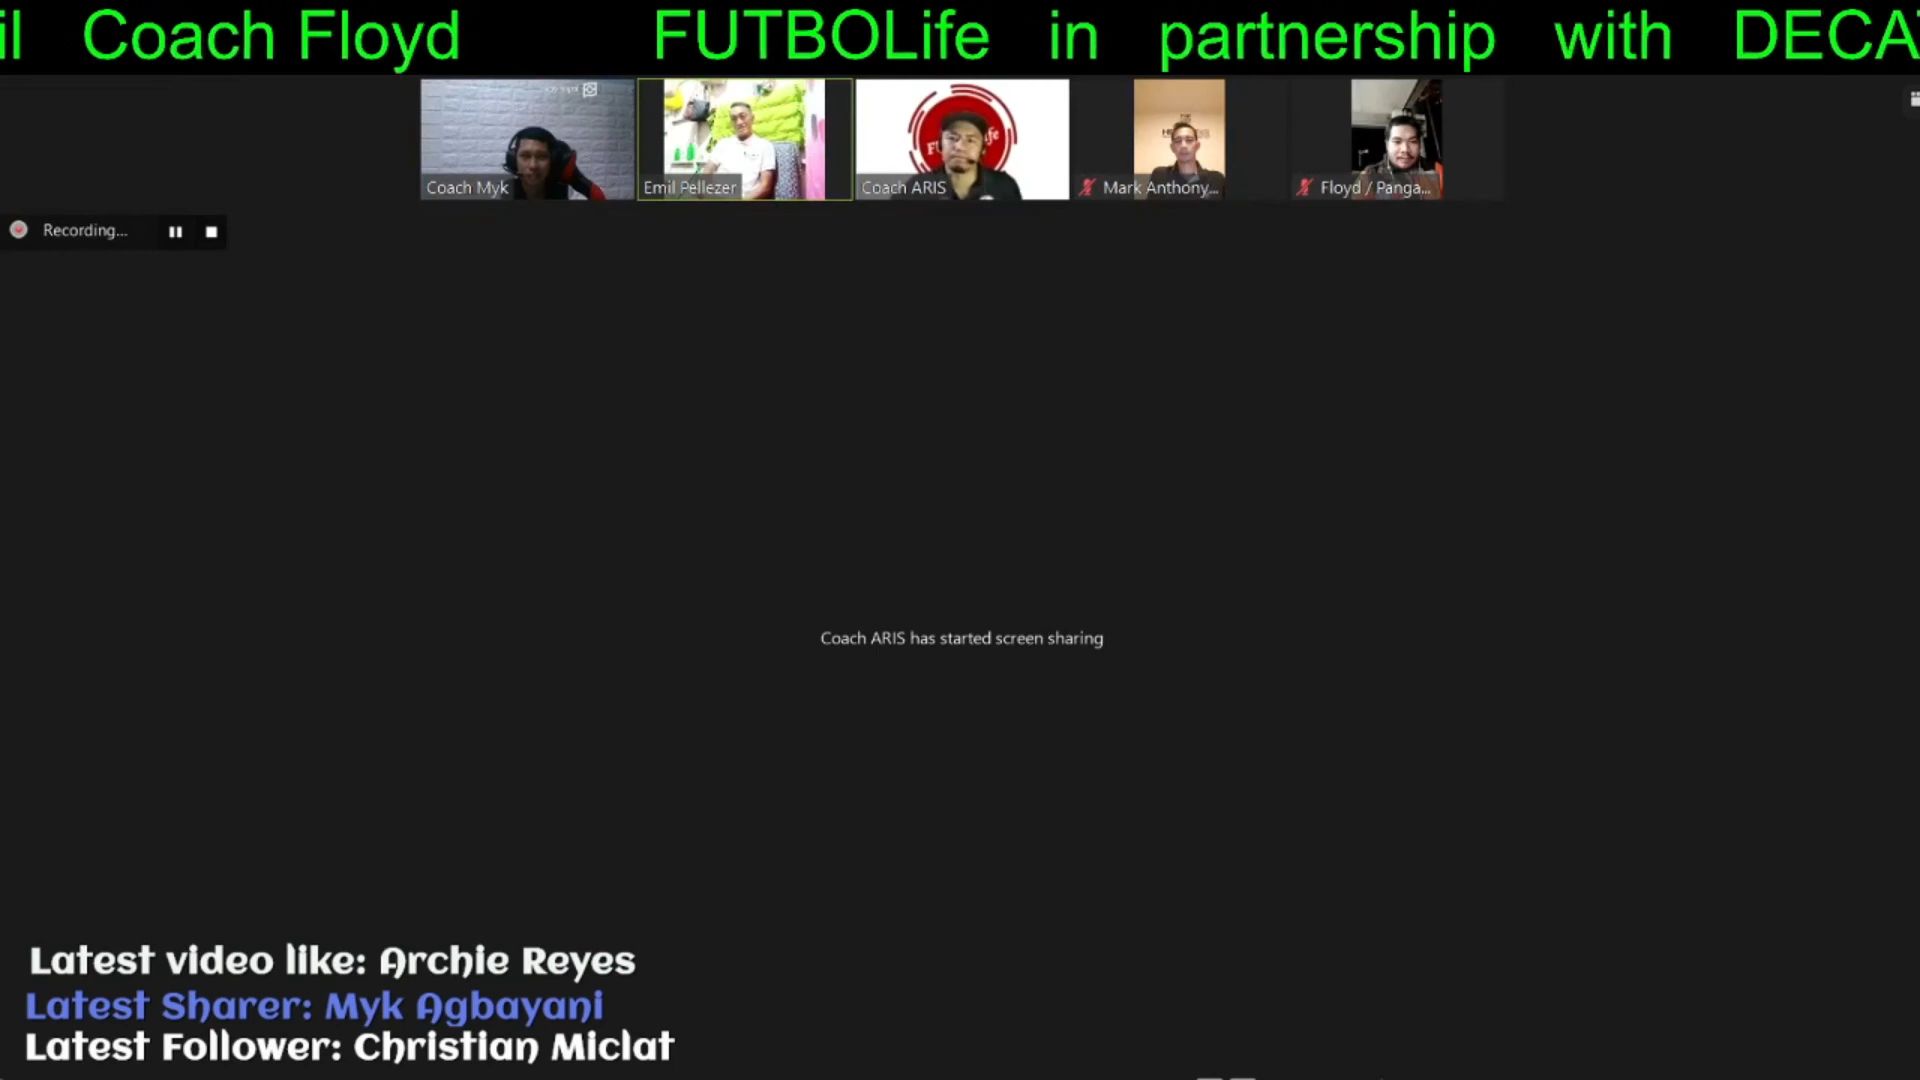 il Coach Floyd FUTBOLife in partnership with DECA
Coach Myk
Emil Pellezer
Coach ARIS
Mark Anthony...
Floyd / Panga...
Recording...
Coach ARIS has started screen sharing
Latest video like: Archie Reyes
Latest Sharer: Myk Agbayani
Latest Follower: Christian Miclat